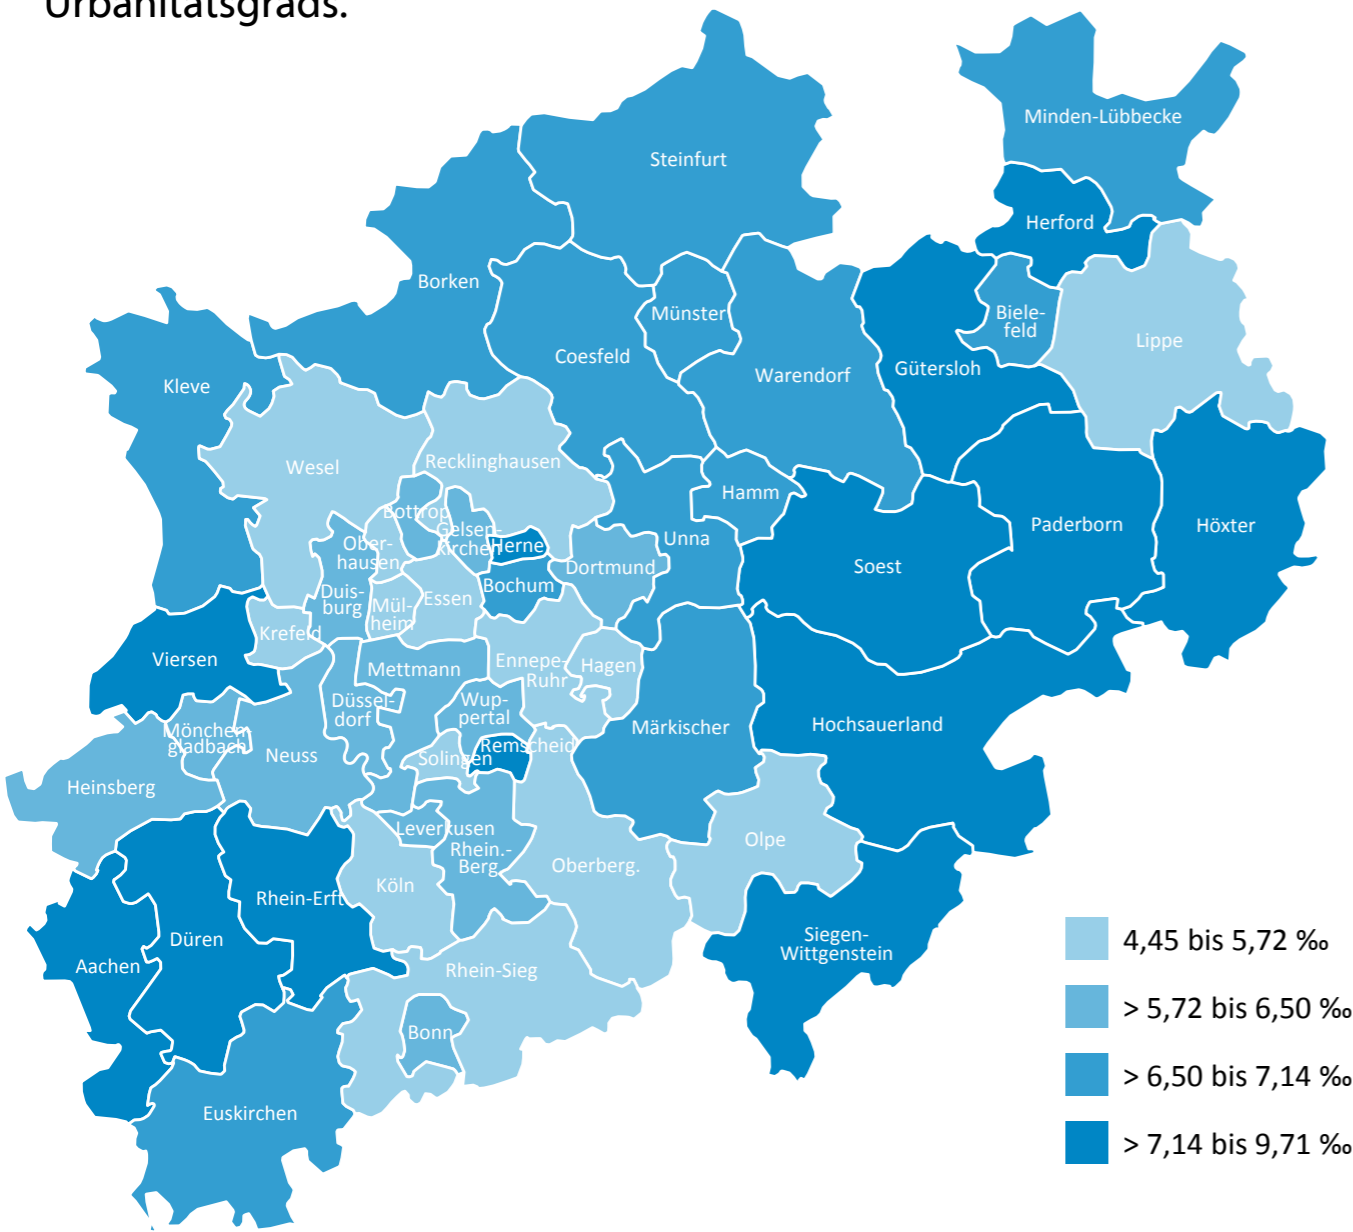 Urbanitätsgrads.
Minden-Lübbecke
Steinfurt
Herford
Borken
Münster
Biele-
feld
Lippe
Coesfeld
Gütersloh
Warendorf
Kleve
Recklinghausen
Wesel
Hamm
Bottrop
Paderborn
Höxter
Gelsen-
kirchen
Herne
Unna
Ober-
hausen
Dortmund
Soest
Bochum
Duis-
burg
Essen
Mül-
heim
Krefeld
Viersen
Ennepe-
Ruhr
Hagen
Mettmann
Düssel-
dorf
Wup-
pertal
Hochsauerland
Märkischer
Mönchen-
gladbach
Neuss
Remscheid
Solingen
Heinsberg
Leverkusen
Olpe
Rhein.-
Berg.
Oberberg.
Köln
Rhein-Erft
Düren
Siegen-
Wittgenstein
Aachen
Rhein-Sieg
Bonn
Euskirchen
4,45 bis 5,72 ‰
> 5,72 bis 6,50 ‰
> 6,50 bis 7,14 ‰
> 7,14 bis 9,71 ‰